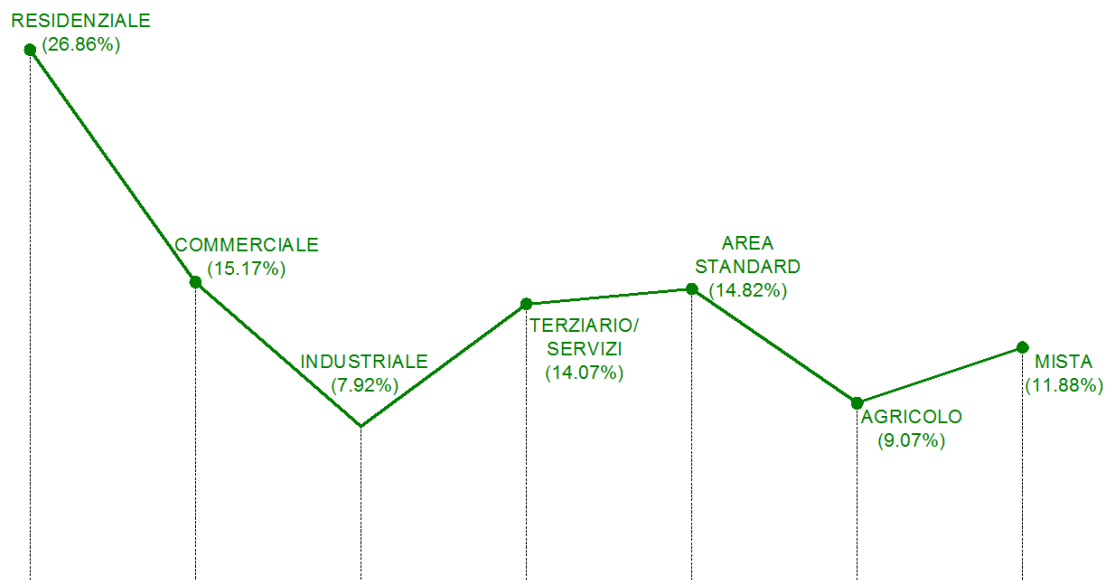 RESIDENZIALE
(26.86%)
COMMERCIALE
(15.17%)
INDUSTRIALE
(7.92%)
TERZIARIO/
SERVIZI
(14.07%)
AREA
STANDARD
(14.82%)
AGRICOLO
(9.07%)
MISTA
(11.88%)